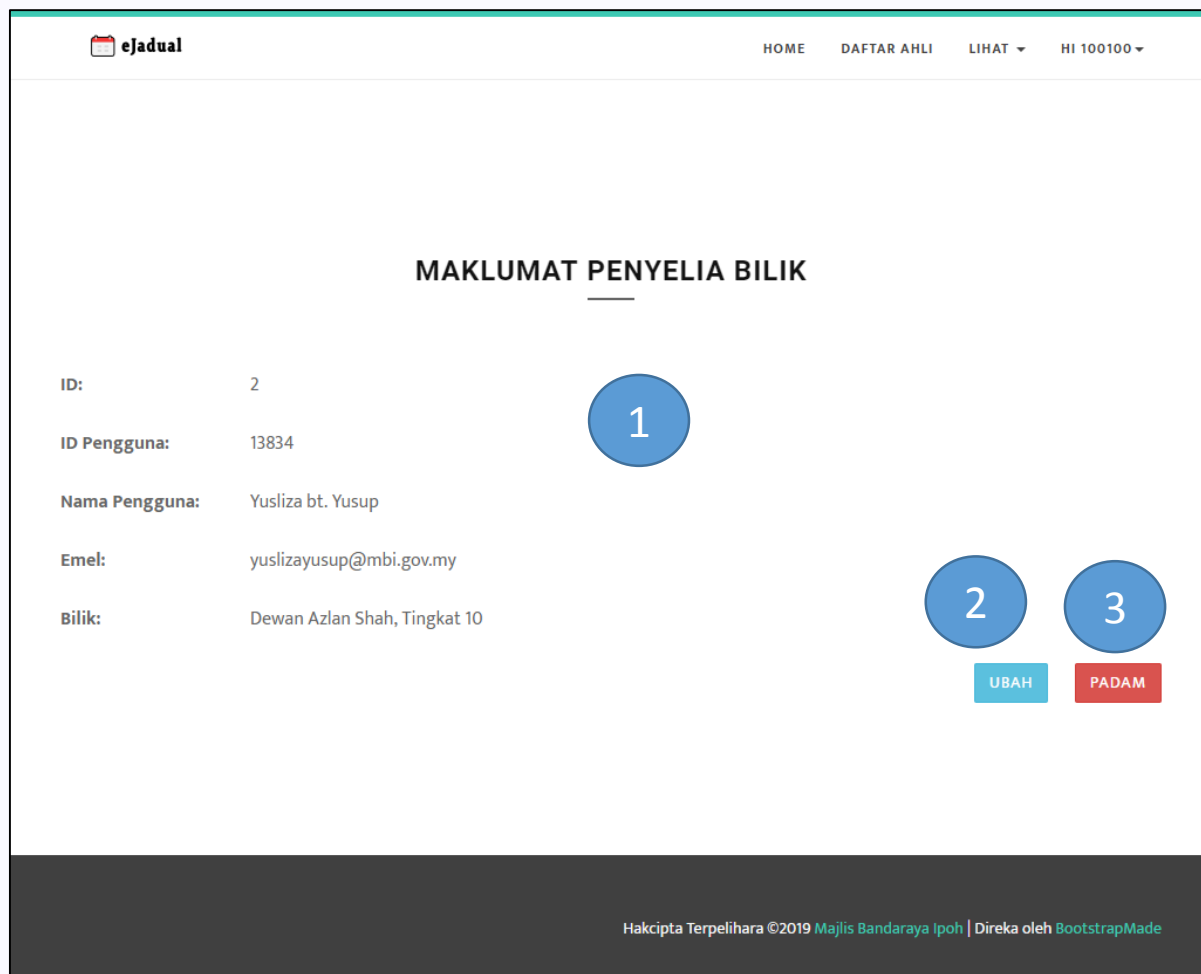 eJadual HOME DAFTAR AHLI LIHAT HI 100100
MAKLUMAT PENYELIA BILIK
ID: 2
1
ID Pengguna: 13834
Nama Pengguna: Yusliza bt. Yusup
Emel: yuslizayusup@mbi.gov.my
2 3
Bilik: Dewan Azlan Shah, Tingkat 10
UBAH PADAM
Hakcipta Terpelihara ©2019 Majlis Bandaraya Ipoh | Direka oleh BootstrapMade